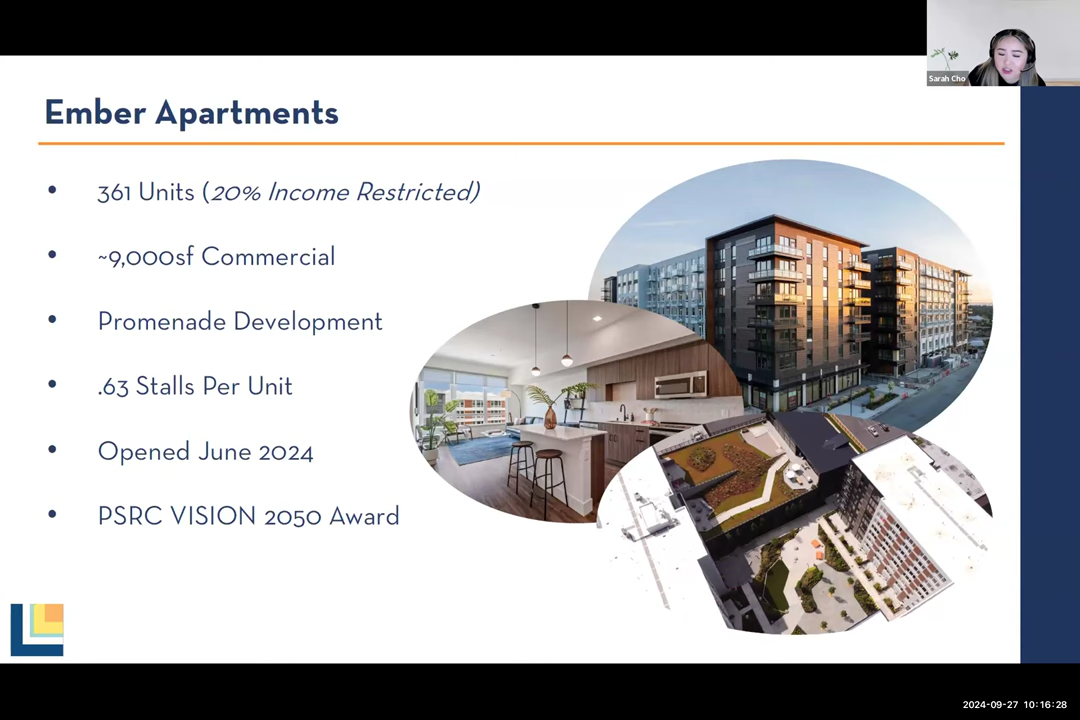 Sarah Cho
Ember Apartments
• 361 Units (20% Income Restricted)
• ~9,000sf Commercial
• Promenade Development
• .63 Stalls Per Unit
• Opened June 2024
• PSRC VISION 2050 Award
2024-09-27 10:16:28